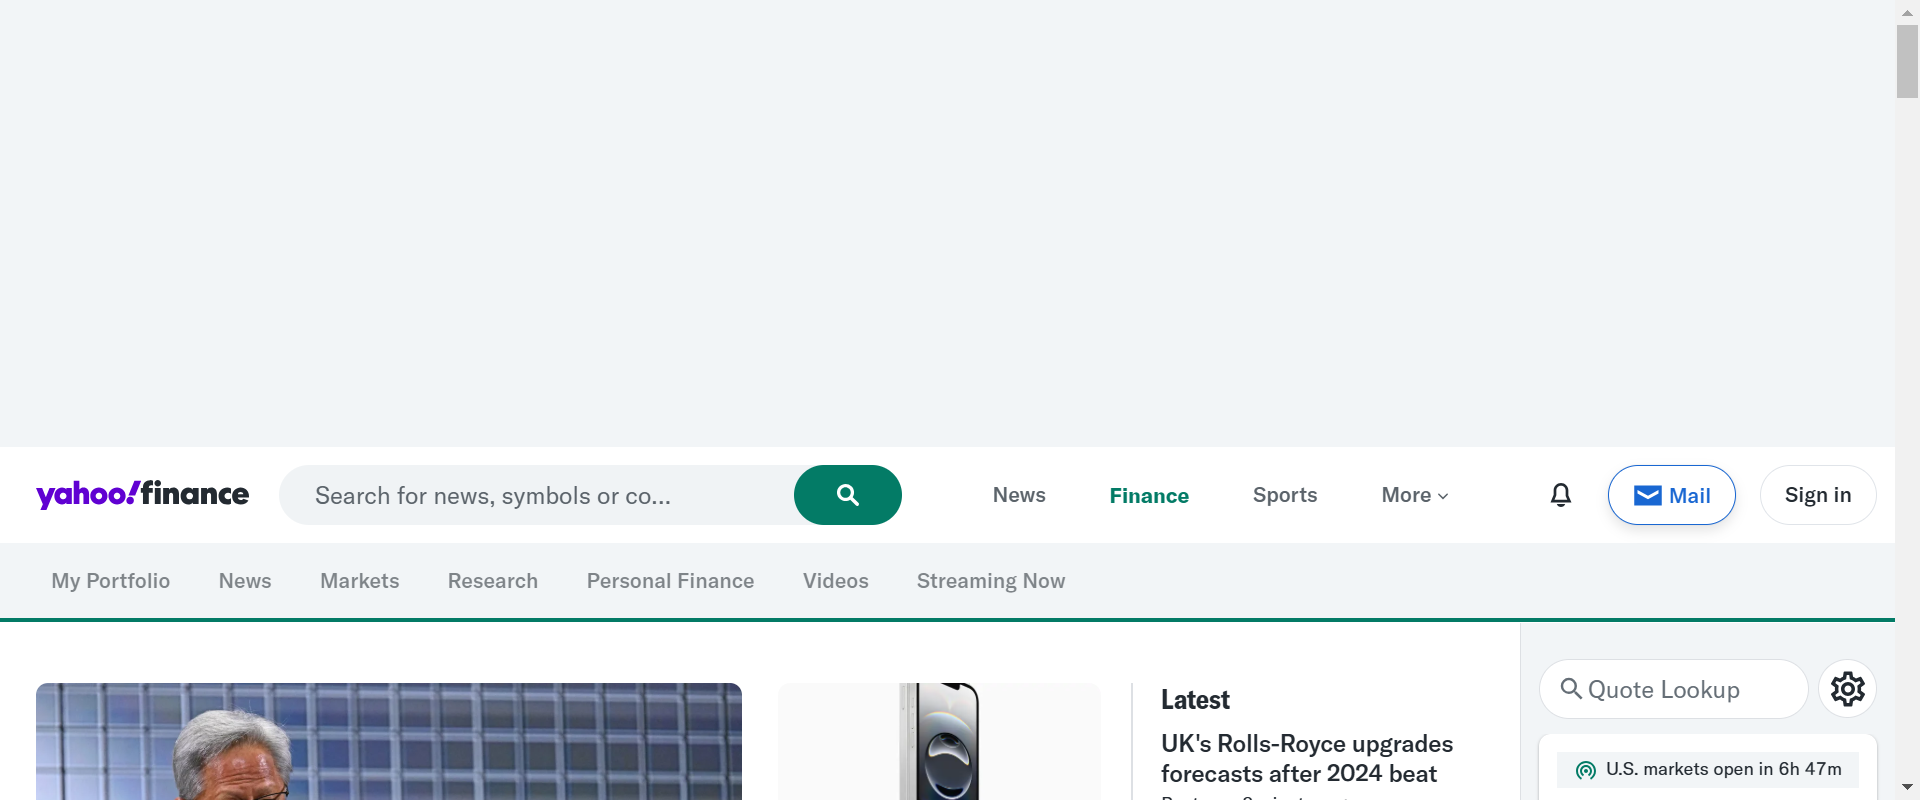 yahoo!finance
Search for news, symbols or co...
News
Finance
Sports
More
Mail
Sign in
My Portfolio
News
Markets
Research
Personal Finance
Videos
Streaming Now
Latest
UK's Rolls-Royce upgrades
forecasts after 2024 beat
Quote Lookup
U.S. markets open in 6h 47m